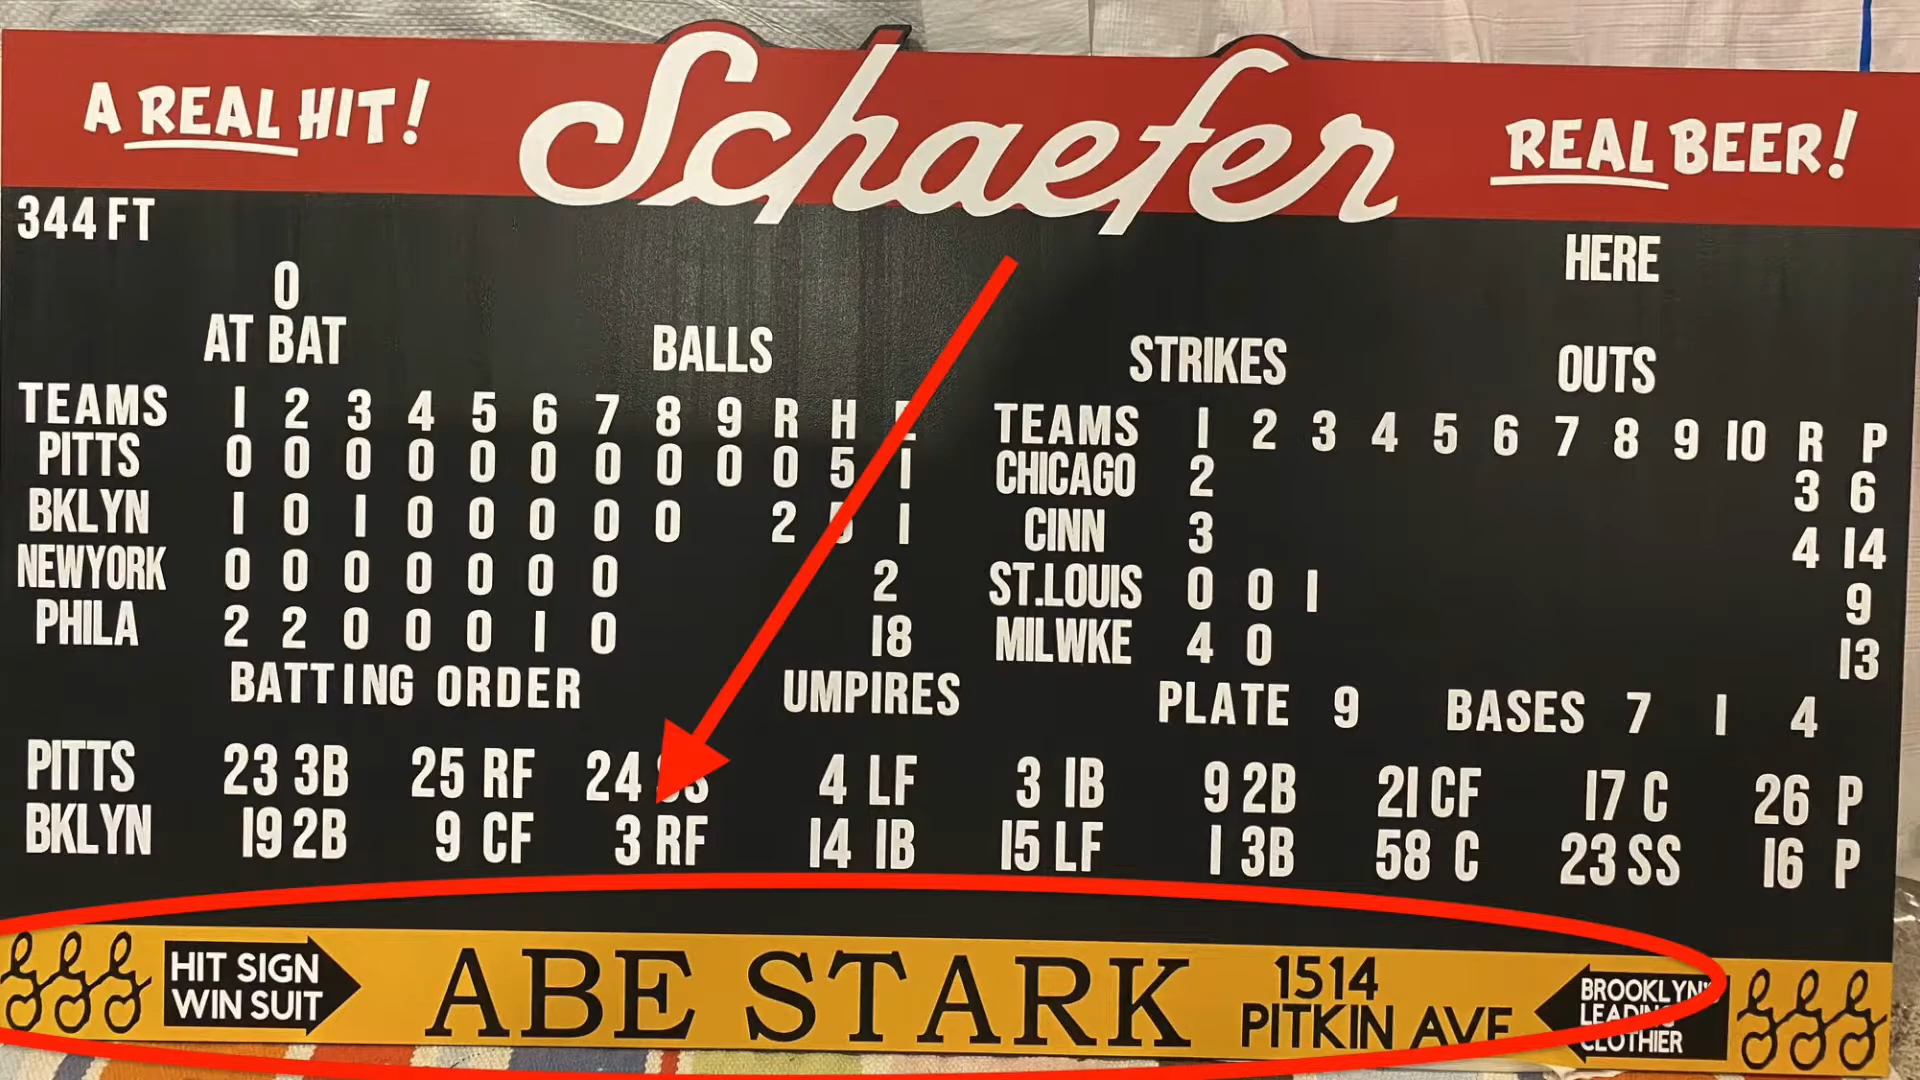 A REAL HIT! Schaefer REAL BEER!
344 FT
HERE
0
AT BAT BALLS STRIKES OUTS
TEAMS 1 2 3 4 5 6 7 8 9 R H
PITTS 0 0 0 0 0 0 0 0 0 0 5 1
BKLYN 1 0 1 0 0 0 0 0 2 1
NEWYORK 0 0 0 0 0 0 0 2
PHILA 2 2 0 0 0 1 0 18
TEAMS 1 2 3 4 5 6 7 8 9 10 R P
CHICAGO 2 3 6
CINN 3 4 14
ST.LOUIS 0 0 1 9
MILWKE 4 0 13
BATTING ORDER UMPIRES PLATE 9 BASES 7 1 4
PITTS 23 3B 25 RF 24 4 LF 3 1B 9 2B 21 CF 17 C 26 P
BKLYN 19 2B 9 CF 3 RF 14 1B 15 LF 1 3B 58 C 23 SS 16 P
HIT SIGN
WIN SUIT
ABE STARK
1514
PITKIN AVE
BROOKLYN'S
LEADING
CLOTHIER